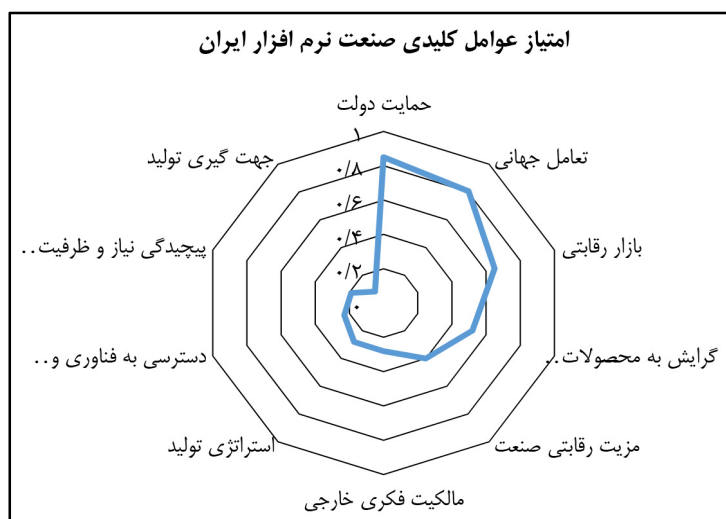 امتیاز عوامل کلیدی صنعت نرم افزار ایران
حمایت دولت
تعامل جهانی
بازار رقابتی
گرایش به محصولات..
مزیت رقابتی صنعت
مالکیت فکری خارجی
استراتژی تولید
دسترسی به فناوری و..
پیچیدگی نیاز و ظرفیت..
جهت گیری تولید
۱
۰/۸
۰/۶
۰/۴
۰/۲
۰